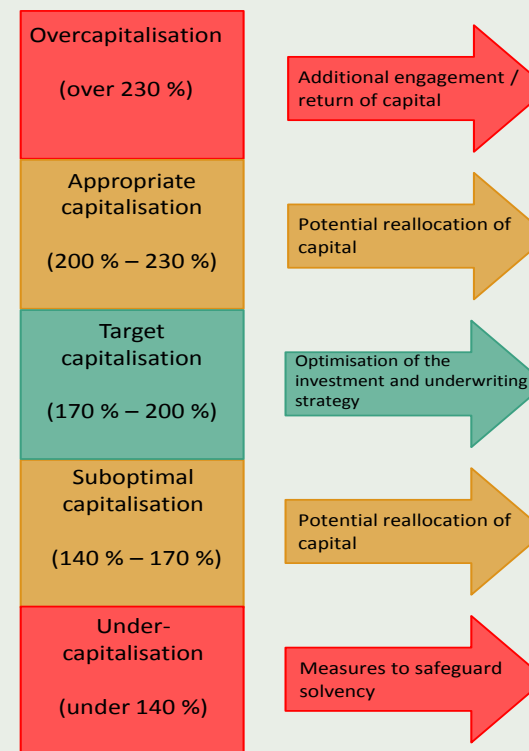 Overcapitalisation
(over 230 %)
Additional engagement /
return of capital
Appropriate
capitalisation
(200 % – 230 %)
Potential reallocation of
capital
Target
capitalisation
(170 % – 200 %)
Optimisation of the
investment and underwriting
strategy
Suboptimal
capitalisation
(140 % – 170 %)
Potential reallocation of
capital
Under-
capitalisation
(under 140 %)
Measures to safeguard
solvency